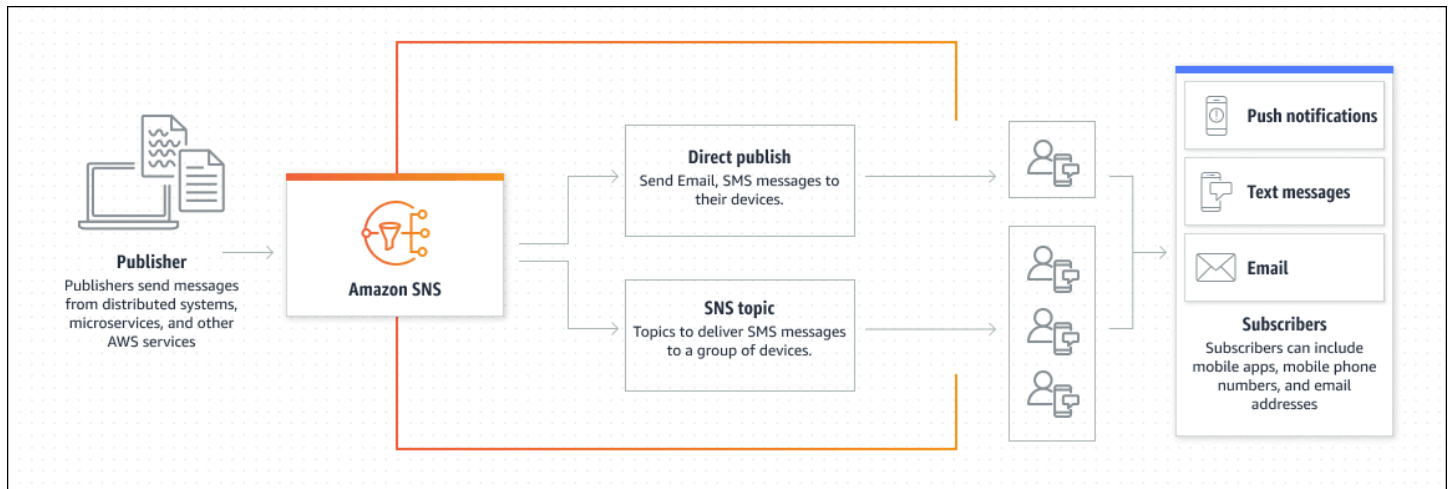 Publisher
Publishers send messages
from distributed systems,
microservices, and other
AWS services
Amazon SNS
Direct publish
Send Email, SMS messages to
their devices.
SNS topic
Topics to deliver SMS messages
to a group of devices.
Push notifications
Text messages
Email
Subscribers
Subscribers can include
mobile apps, mobile phone
numbers, and email
addresses